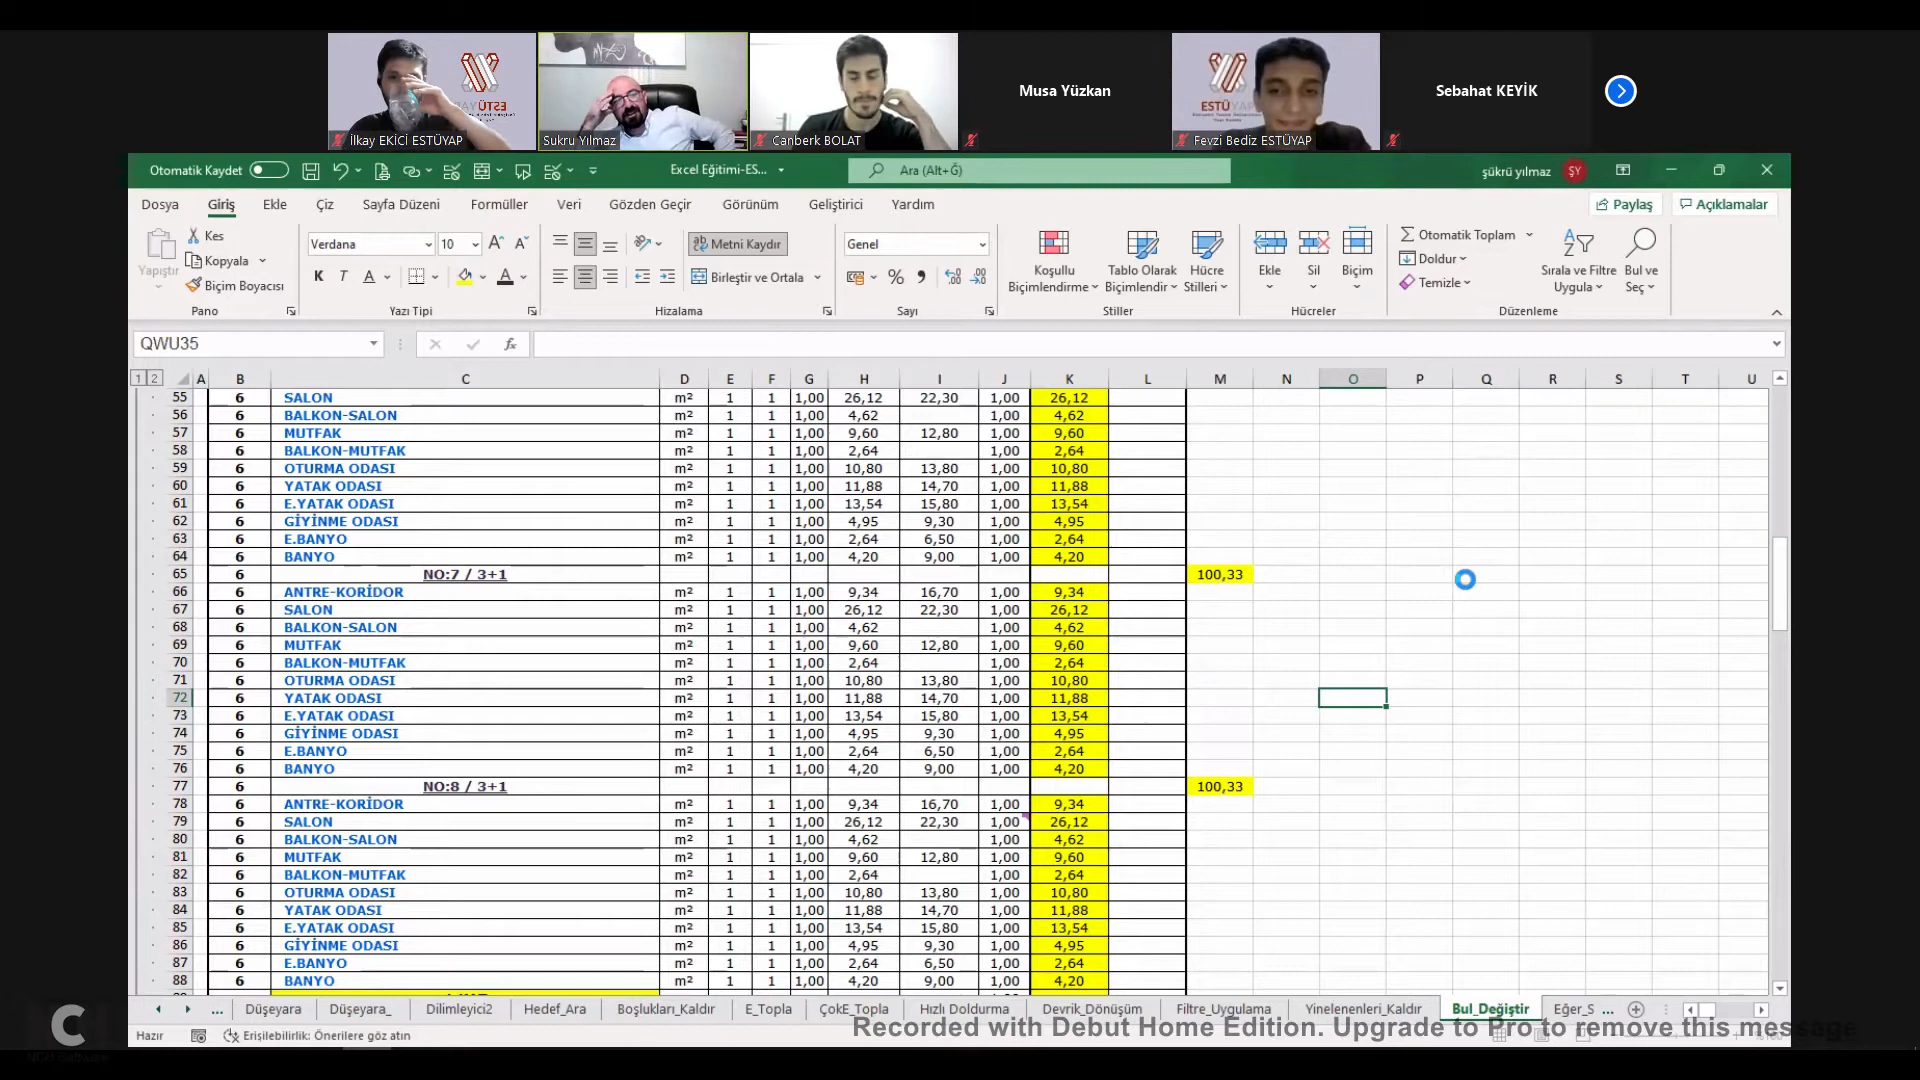 Musa Yüzkan
Sebahat KEYİK
ESTÜYAP
İlkay EKİCİ ESTÜYAP
Sukru Yılmaz
Canberk BOLAT
Fevzi Bediz ESTÜYAP
Otomatik Kaydet
Excel Eğitimi-ES...
Ara (Alt+Ğ)
şükrü yılmaz
ŞY
Dosya Giriş Ekle Çiz Sayfa Düzeni Formüller Veri Gözden Geçir Görünüm Geliştirici Yardım
Paylaş Açıklamalar
Yapıştır
Kes
Kopyala
Biçim Boyacısı
Pano
Verdana 10
K T A
Yazı Tipi
Metni Kaydır
Birleştir ve Ortala
Hizalama
Genel
Sayı
Koşullu Biçimlendirme
Tablo Olarak Biçimlendir
Hücre Stilleri
Stiller
Ekle Sil Biçim
Hücreler
Otomatik Toplam
Doldur
Temizle
Sırala ve Filtre Uygula
Bul ve Seç
Düzenleme
QWU35
fx
1 2
A B C D E F G H I J K L M N O P Q R S T U
55 6 SALON m² 1 1 1,00 26,12 22,30 1,00 26,12
56 6 BALKON-SALON m² 1 1 1,00 4,62 1,00 4,62
57 6 MUTFAK m² 1 1 1,00 9,60 12,80 1,00 9,60
58 6 BALKON-MUTFAK m² 1 1 1,00 2,64 1,00 2,64
59 6 OTURMA ODASI m² 1 1 1,00 10,80 13,80 1,00 10,80
60 6 YATAK ODASI m² 1 1 1,00 11,88 14,70 1,00 11,88
61 6 E.YATAK ODASI m² 1 1 1,00 13,54 15,80 1,00 13,54
62 6 GİYİNME ODASI m² 1 1 1,00 4,95 9,30 1,00 4,95
63 6 E.BANYO m² 1 1 1,00 2,64 6,50 1,00 2,64
64 6 BANYO m² 1 1 1,00 4,20 9,00 1,00 4,20
65 6 NO:7 / 3+1 100,33
66 6 ANTRE-KORİDOR m² 1 1 1,00 9,34 16,70 1,00 9,34
67 6 SALON m² 1 1 1,00 26,12 22,30 1,00 26,12
68 6 BALKON-SALON m² 1 1 1,00 4,62 1,00 4,62
69 6 MUTFAK m² 1 1 1,00 9,60 12,80 1,00 9,60
70 6 BALKON-MUTFAK m² 1 1 1,00 2,64 1,00 2,64
71 6 OTURMA ODASI m² 1 1 1,00 10,80 13,80 1,00 10,80
72 6 YATAK ODASI m² 1 1 1,00 11,88 14,70 1,00 11,88
73 6 E.YATAK ODASI m² 1 1 1,00 13,54 15,80 1,00 13,54
74 6 GİYİNME ODASI m² 1 1 1,00 4,95 9,30 1,00 4,95
75 6 E.BANYO m² 1 1 1,00 2,64 6,50 1,00 2,64
76 6 BANYO m² 1 1 1,00 4,20 9,00 1,00 4,20
77 6 NO:8 / 3+1 100,33
78 6 ANTRE-KORİDOR m² 1 1 1,00 9,34 16,70 1,00 9,34
79 6 SALON m² 1 1 1,00 26,12 22,30 1,00 26,12
80 6 BALKON-SALON m² 1 1 1,00 4,62 1,00 4,62
81 6 MUTFAK m² 1 1 1,00 9,60 12,80 1,00 9,60
82 6 BALKON-MUTFAK m² 1 1 1,00 2,64 1,00 2,64
83 6 OTURMA ODASI m² 1 1 1,00 10,80 13,80 1,00 10,80
84 6 YATAK ODASI m² 1 1 1,00 11,88 14,70 1,00 11,88
85 6 E.YATAK ODASI m² 1 1 1,00 13,54 15,80 1,00 13,54
86 6 GİYİNME ODASI m² 1 1 1,00 4,95 9,30 1,00 4,95
87 6 E.BANYO m² 1 1 1,00 2,64 6,50 1,00 2,64
88 6 BANYO m² 1 1 1,00 4,20 9,00 1,00 4,20
... Düşeyara Düşeyara_ Dilimleyici2 Hedef_Ara Boşlukları_Kaldır E_Topla ÇokE_Topla Hızlı Doldurma Devrik_Dönüşüm Filtre_Uygulama Yinelenenleri_Kaldır Bul_Değiştir Eğer_S ...
Hazır Erişilebilirlik: Önerilere göz atın
Recorded with Debut Home Edition. Upgrade to Pro to remove this message